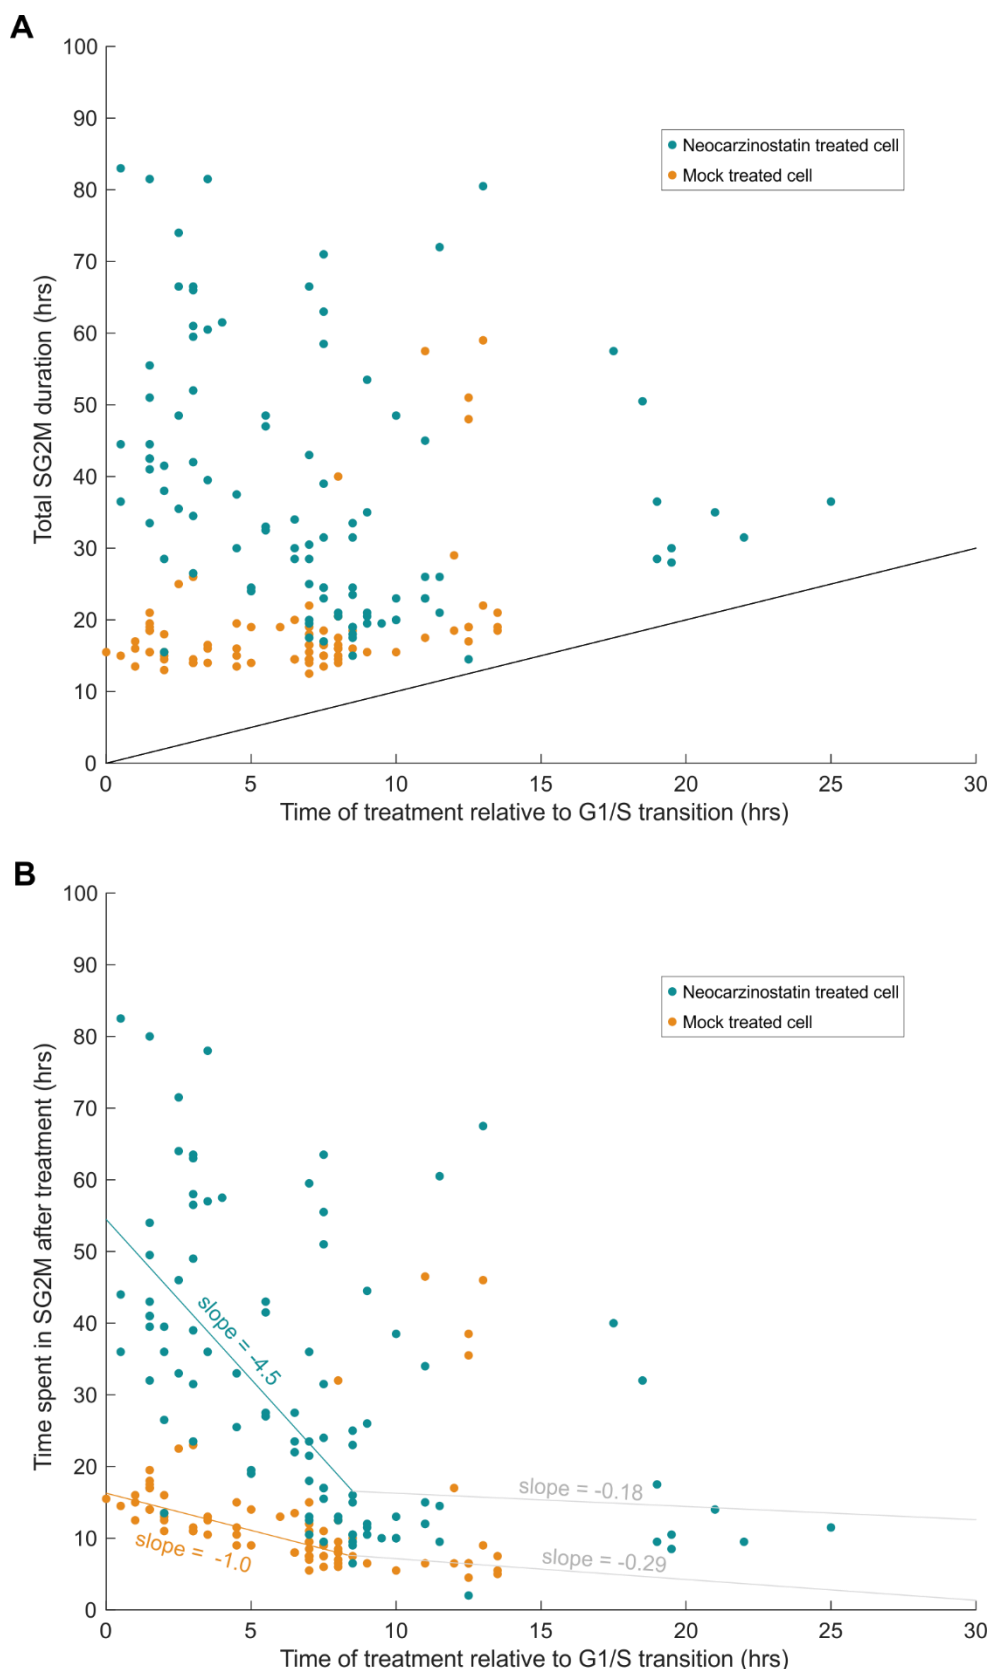 A
100
90
80
70
60
50
40
30
20
10
0
Total SG2M duration (hrs)
Neocarzinostatin treated cell
Mock treated cell
0 5 10 15 20 25 30
Time of treatment relative to G1/S transition (hrs)
B
100
90
80
70
60
50
40
30
20
10
0
Time spent in SG2M after treatment (hrs)
Neocarzinostatin treated cell
Mock treated cell
slope = -4.5
slope = -0.18
slope = -1.0
slope = -0.29
0 5 10 15 20 25 30
Time of treatment relative to G1/S transition (hrs)